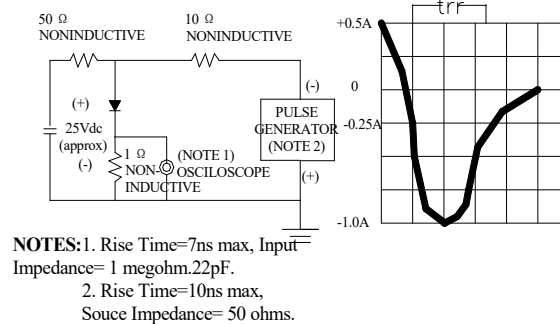 50 Ω
NONINDUCTIVE
10 Ω
NONINDUCTIVE
(+)
25Vdc
(approx)
(-)
1 Ω
NON-
INDUCTIVE
(NOTE 1)
OSCILOSCOPE
(-)
PULSE
GENERATOR
(NOTE 2)
(+)
trr
+0.5A
0
-0.25A
-1.0A
NOTES:1. Rise Time=7ns max, Input
Impedance= 1 megohm.22pF.
2. Rise Time=10ns max,
Souce Impedance= 50 ohms.